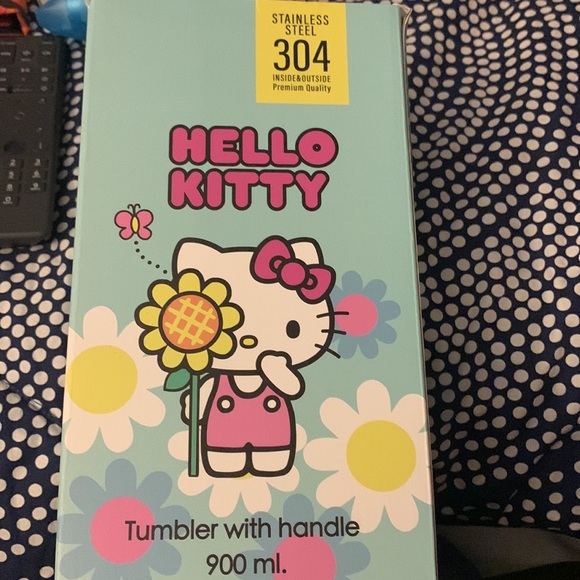 STAINLESS
STEEL
304
INSIDE&OUTSIDE
Premium Quality
HELLO
KITTY
Tumbler with handle
900 ml.